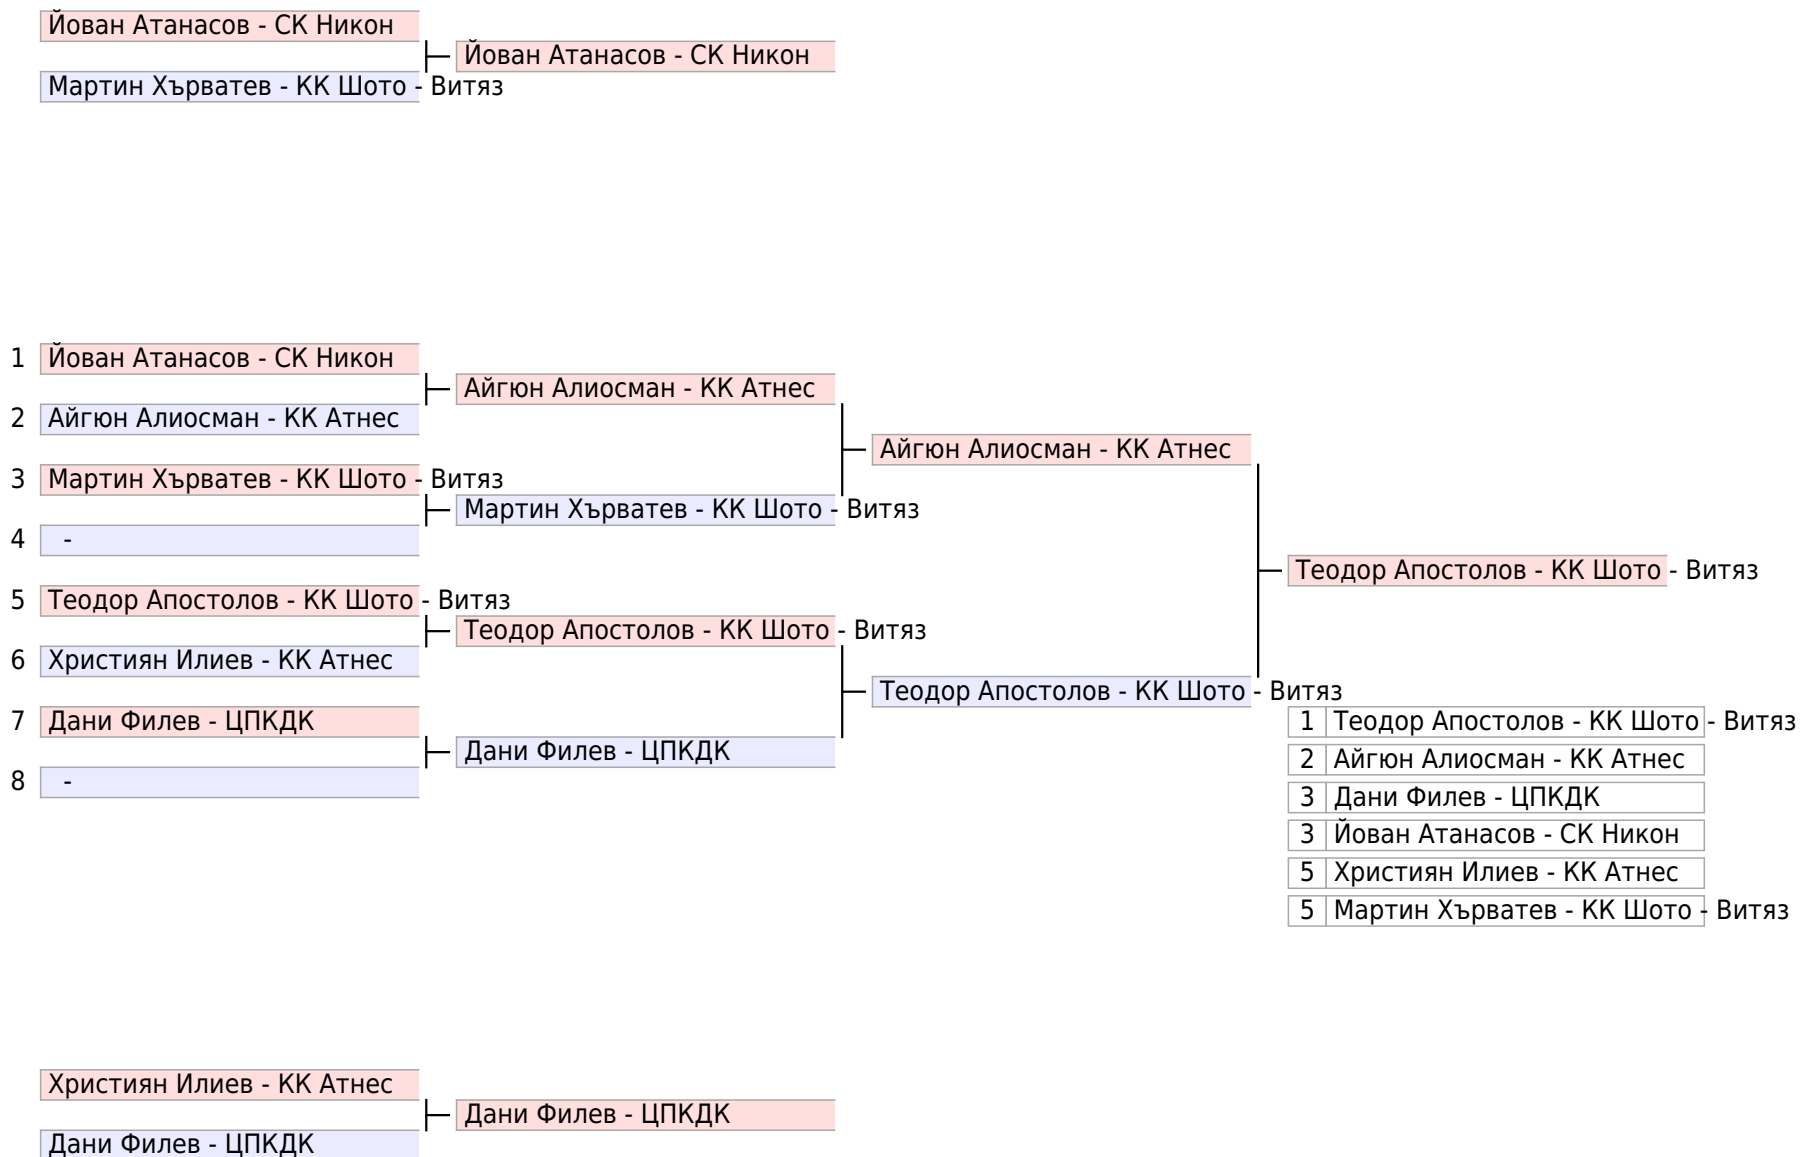 Йован Атанасов - СК Никон
Йован Атанасов - СК Никон
Мартин Хърватев - КК Шото - Витяз
1 Йован Атанасов - СК Никон
Айгюн Алиосман - КК Атнес
2 Айгюн Алиосман - КК Атнес
Айгюн Алиосман - КК Атнес
3 Мартин Хърватев - КК Шото - Витяз
Мартин Хърватев - КК Шото - Витяз
4 -
Теодор Апостолов - КК Шото - Витяз
5 Теодор Апостолов - КК Шото - Витяз
Теодор Апостолов - КК Шото - Витяз
6 Християн Илиев - КК Атнес
Теодор Апостолов - КК Шото - Витяз
7 Дани Филев - ЦПКДК
Дани Филев - ЦПКДК
8 -
1 Теодор Апостолов - КК Шото - Витяз
2 Айгюн Алиосман - КК Атнес
3 Дани Филев - ЦПКДК
3 Йован Атанасов - СК Никон
5 Християн Илиев - КК Атнес
5 Мартин Хърватев - КК Шото - Витяз
Християн Илиев - КК Атнес
Дани Филев - ЦПКДК
Дани Филев - ЦПКДК